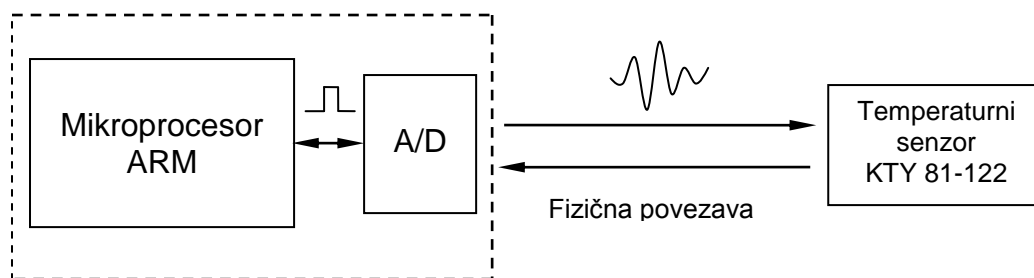 Mikroprocesor
ARM
A/D
Fizična povezava
Temperaturni
senzor
KTY 81-122